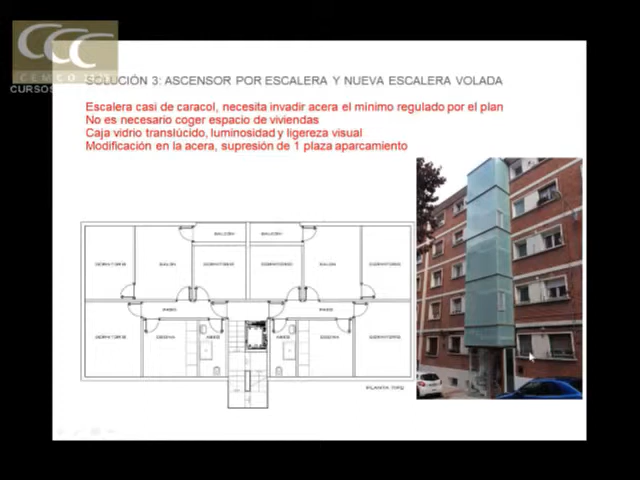 CCC
CEMCO
CURSOS
SOLUCIÓN 3: ASCENSOR POR ESCALERA Y NUEVA ESCALERA VOLADA
Escalera casi de caracol, necesita invadir acera el mínimo regulado por el plan
No es necesario coger espacio de viviendas
Caja vidrio translúcido, luminosidad y ligereza visual
Modificación en la acera, supresión de 1 plaza aparcamiento
BALCON BALCON
DORMITORIO SALON DORMITORIO DORMITORIO SALON DORMITORIO
PASO PASO
DORMITORIO COCINA ASEO ASEO COCINA DORMITORIO
PLANTA TIPO